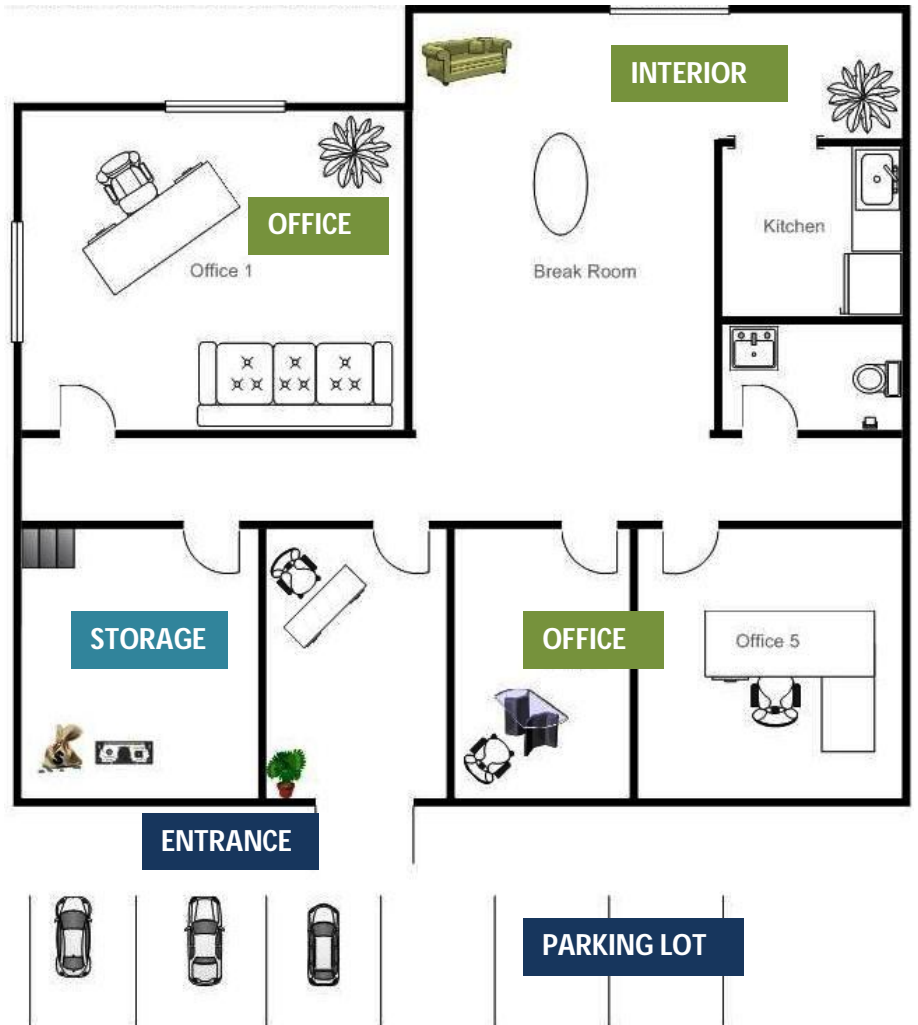 INTERIOR
OFFICE
Kitchen
Office 1
Break Room
STORAGE
OFFICE
Office 5
$
ENTRANCE
PARKING LOT